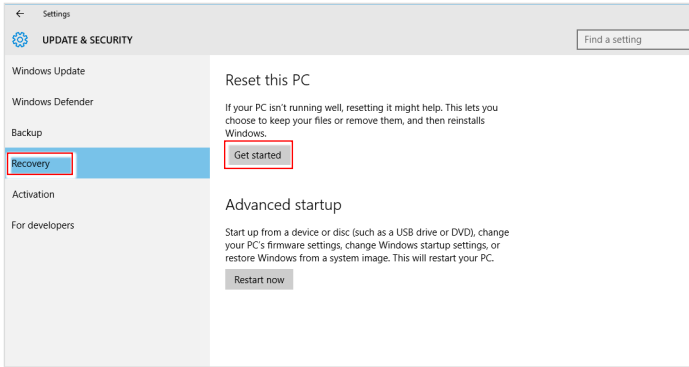 Settings
UPDATE & SECURITY
Find a setting
Windows Update
Windows Defender
Backup
Recovery
Activation
For developers
Reset this PC
If your PC isn't running well, resetting it might help. This lets you
choose to keep your files or remove them, and then reinstalls
Windows.
Get started
Advanced startup
Start up from a device or disc (such as a USB drive or DVD), change
your PC's firmware settings, change Windows startup settings, or
restore Windows from a system image. This will restart your PC.
Restart now